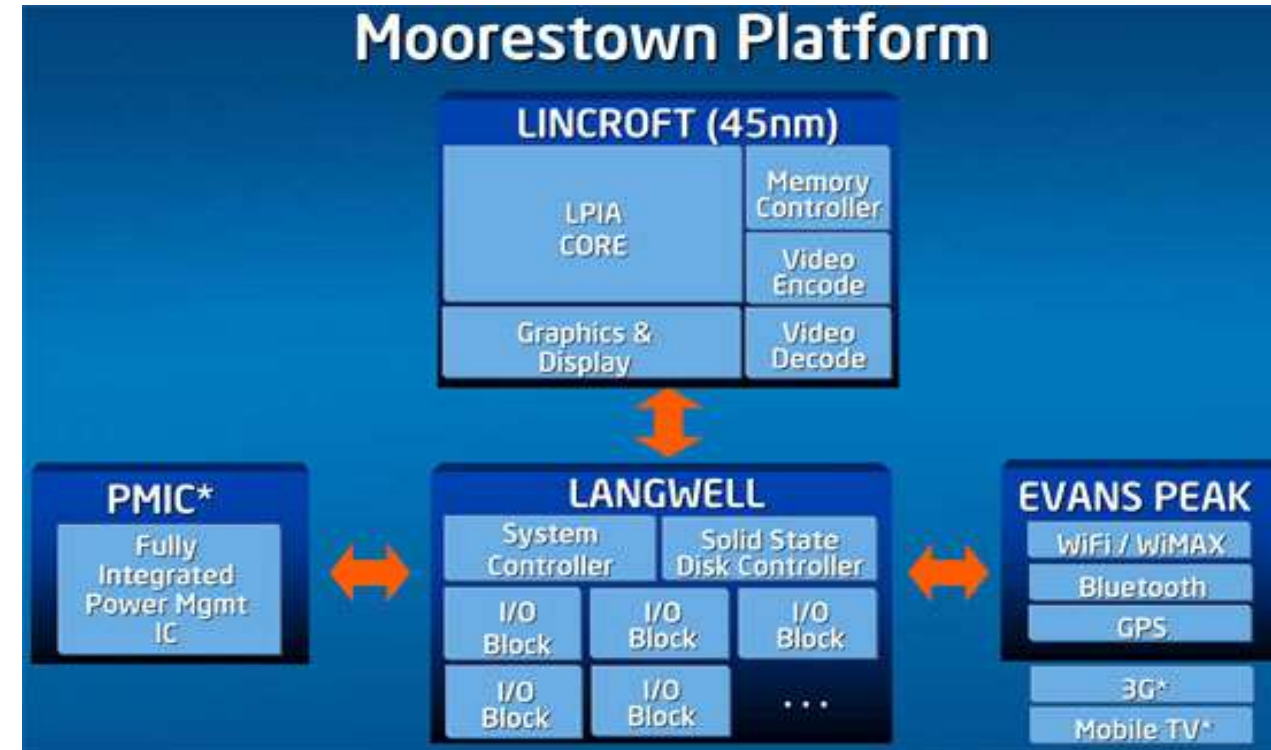 Moorestown Platform
LINCROFT (45nm)
LPIA
CORE
Memory
Controller
Video
Encode
Graphics &
Display
Video
Decode
PMIC*
Fully
Integrated
Power Mgmt
IC
LANGWELL
System
Controller
Solid State
Disk Controller
I/O
Block
I/O
Block
I/O
Block
I/O
Block
I/O
Block
...
EVANS PEAK
WiFi / WiMAX
Bluetooth
GPS
3G*
Mobile TV*